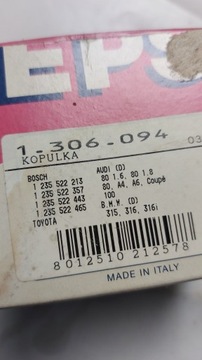 EPS
1-306-094 03
KOPULKA
BOSCH AUDI (D)
1 235 522 213 80 1.6, 80 1.8
1 235 522 357 80, A4, A6, Coupè
1 235 522 443 100
1 235 522 465 B.M.W. (D)
TOYOTA 315, 316, 316i
8012510 212578
MADE IN ITALY